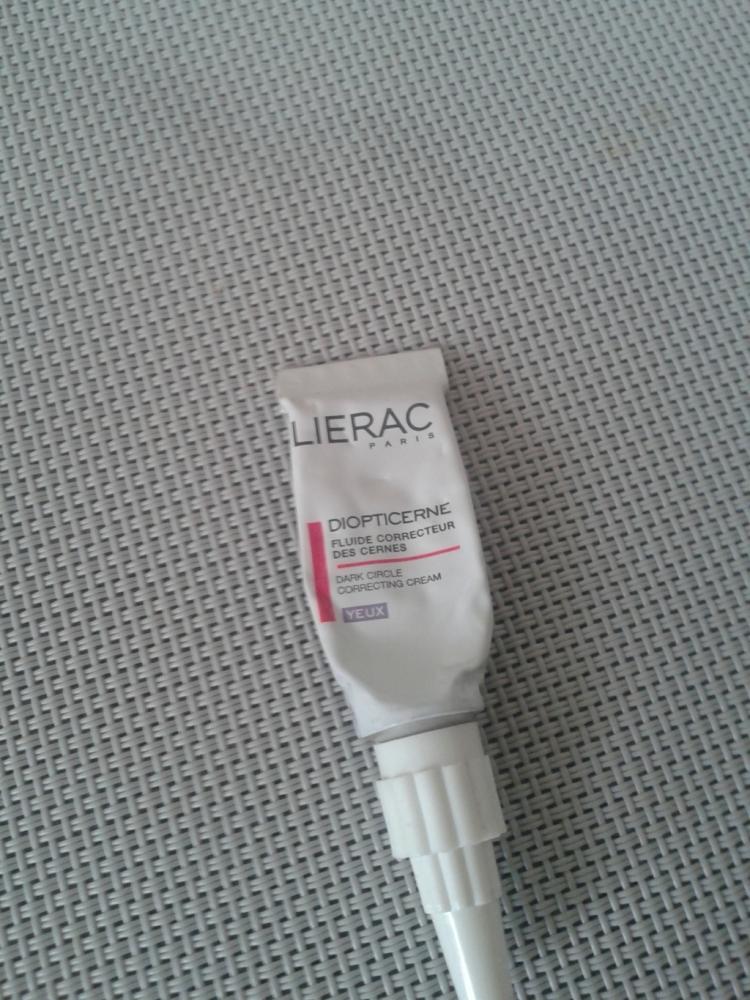 LIERAC
PARIS
DIOPTICERNE
FLUIDE CORRECTEUR
DES CERNES
DARK CIRCLE
CORRECTING CREAM
YEUX